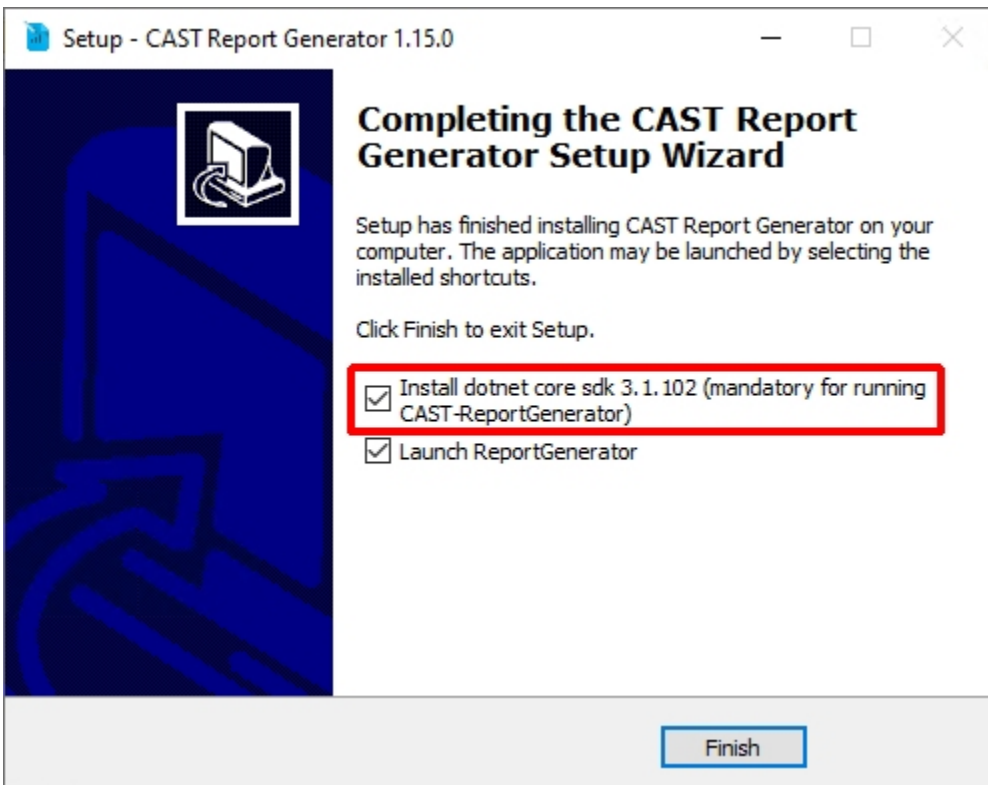 Setup - CAST Report Generator 1.15.0
Completing the CAST Report
Generator Setup Wizard
Setup has finished installing CAST Report Generator on your
computer. The application may be launched by selecting the
installed shortcuts.
Click Finish to exit Setup.
Install dotnet core sdk 3.1.102 (mandatory for running
CAST-ReportGenerator)
Launch ReportGenerator
Finish